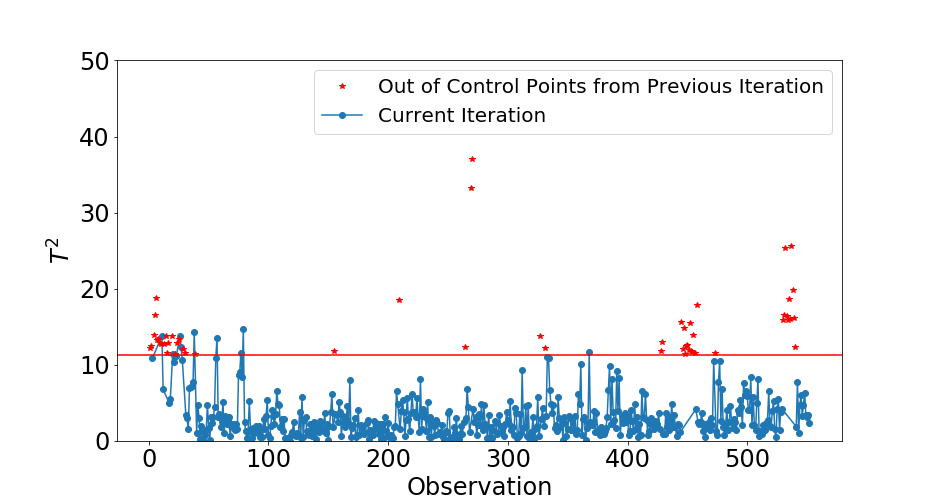 50
Out of Control Points from Previous Iteration
Current Iteration
40
30
T²
20
10
0
0 100 200 300 400 500
Observation